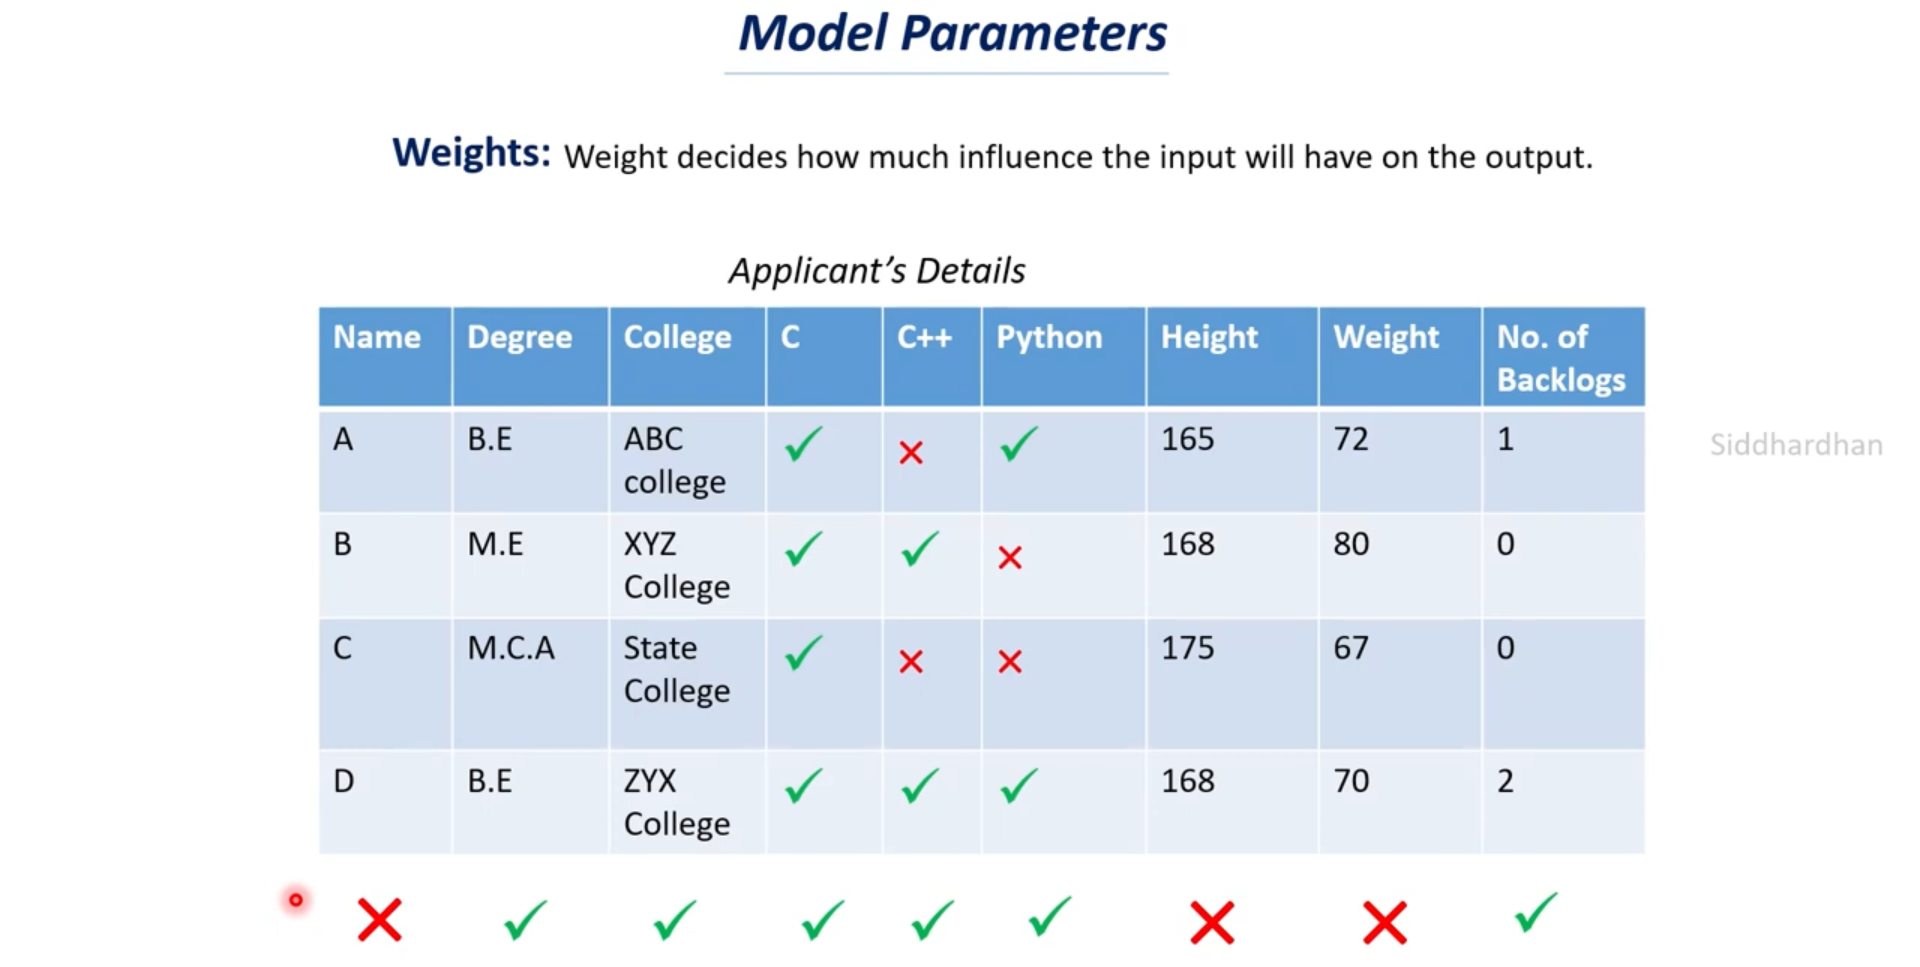 Model Parameters
Weights: Weight decides how much influence the input will have on the output.
Applicant’s Details
Name Degree College C C++ Python Height Weight No. of
Backlogs
A B.E ABC ✓ ✗ ✓ 165 72 1
college
B M.E XYZ ✓ ✓ ✗ 168 80 0
College
C M.C.A State ✓ ✗ ✗ 175 67 0
College
D B.E ZYX ✓ ✓ ✓ 168 70 2
College
✗ ✓ ✓ ✓ ✓ ✓ ✗ ✗ ✓
Siddhardhan